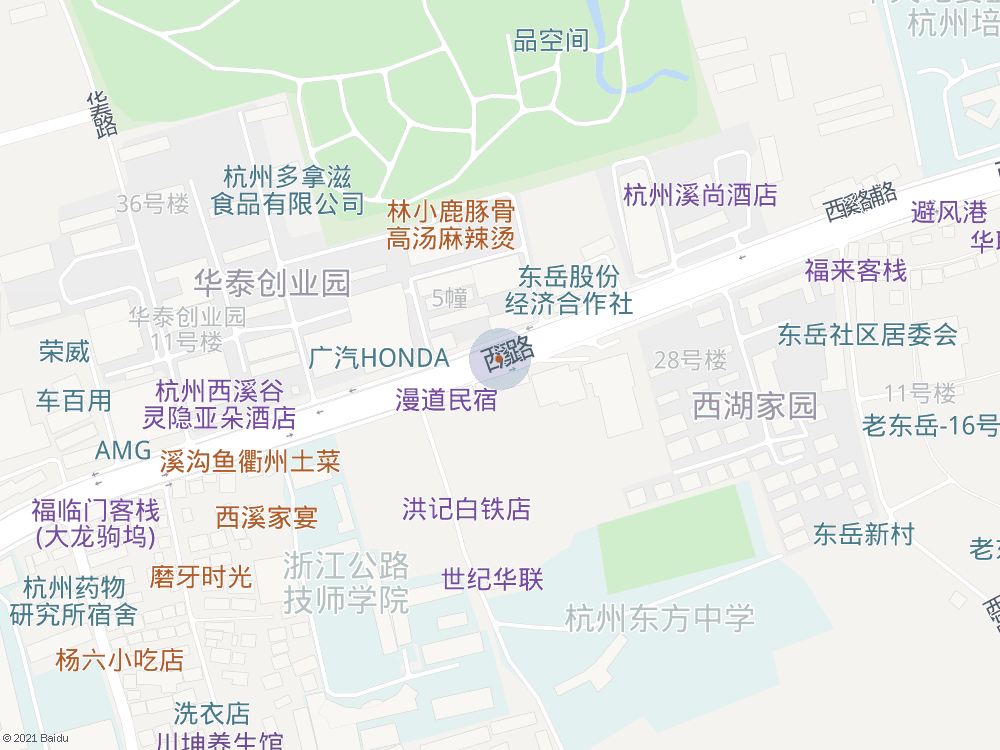 品空间
杭州培
华泰路
杭州多拿滋
食品有限公司
36号楼
林小鹿豚骨
高汤麻辣烫
杭州溪尚酒店
西溪路辅路
避风港
华联
福来客栈
东岳股份
经济合作社
华泰创业园
5幢
华泰创业园
11号楼
东岳社区居委会
荣威
广汽HONDA
西溪路
28号楼
车百用
杭州西溪谷
灵隐亚朵酒店
漫道民宿
11号楼
西湖家园
老东岳-16号
AMG
溪沟鱼衢州土菜
福临门客栈
(大龙驹坞)
西溪家宴
洪记白铁店
东岳新村
浙江公路
技师学院
磨牙时光
世纪华联
杭州药物
研究所宿舍
杭州东方中学
杨六小吃店
洗衣店
川坤养生馆
© 2021 Baidu